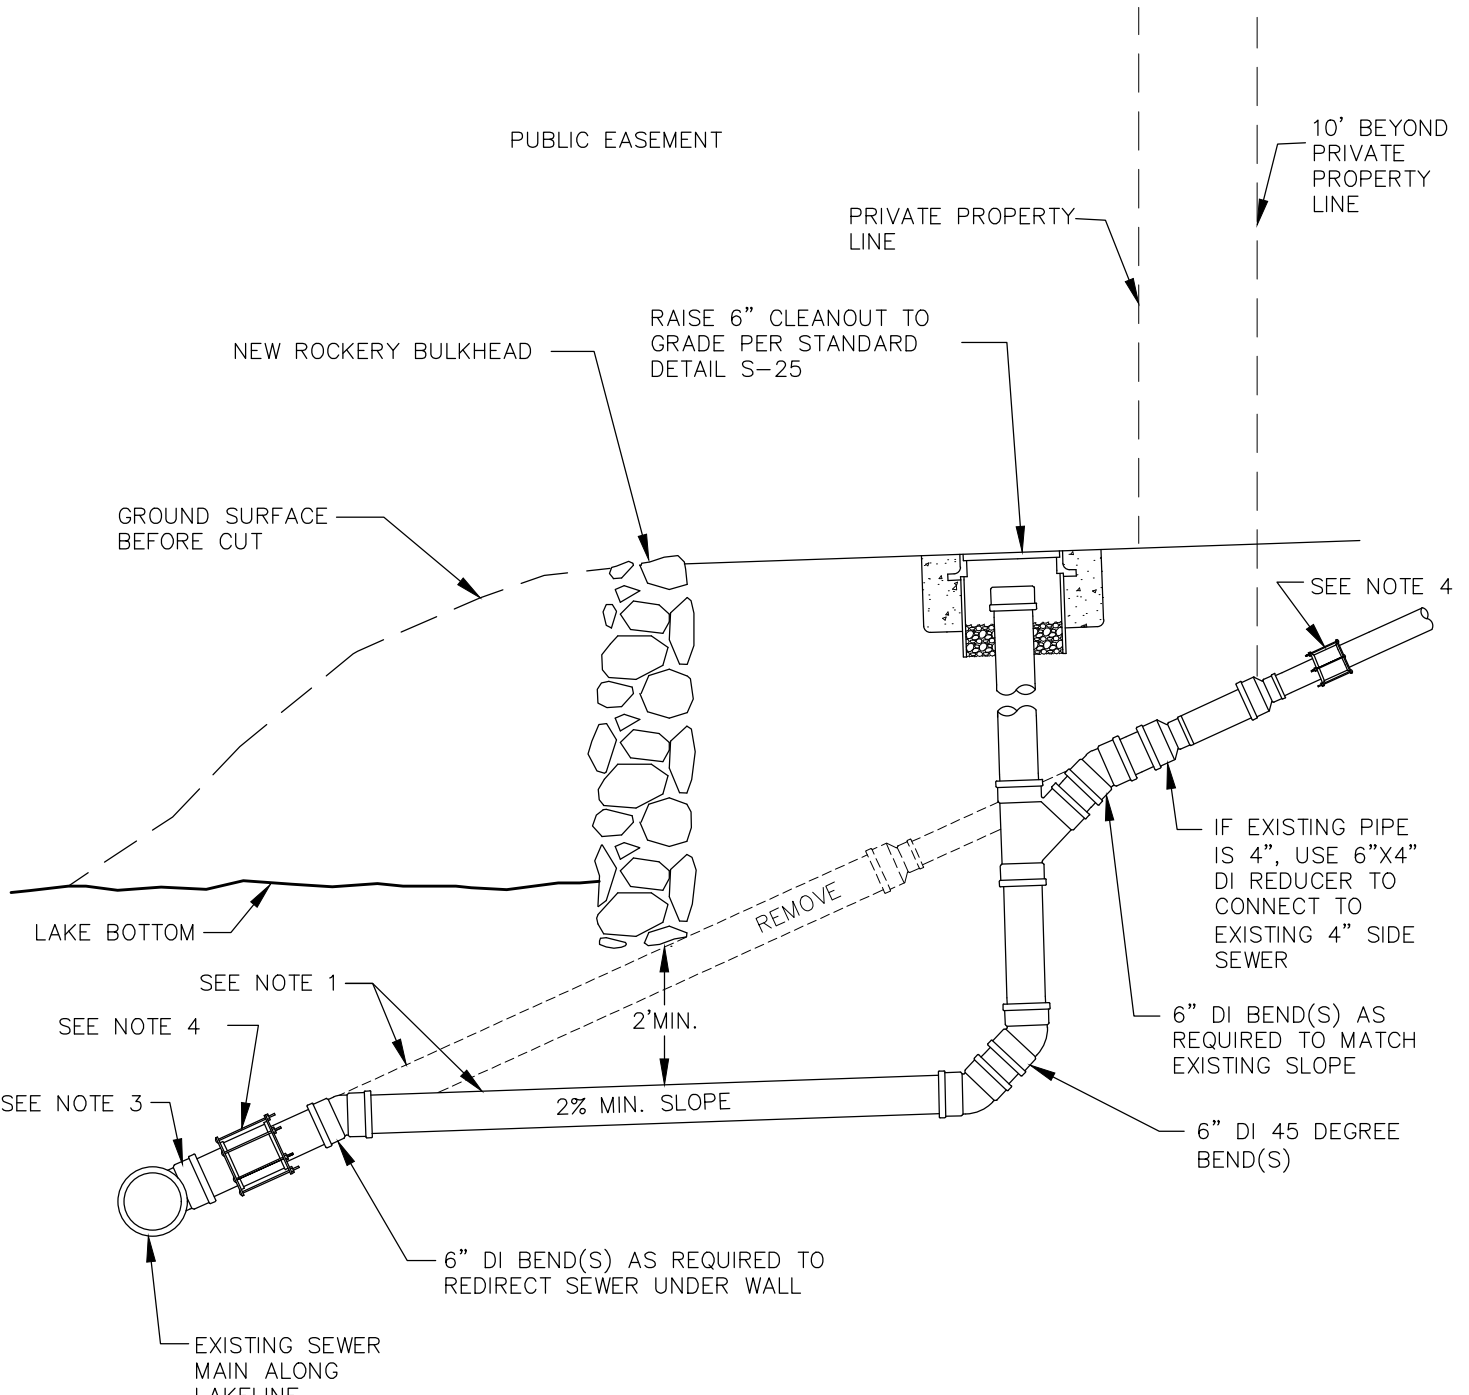 PUBLIC EASEMENT
10' BEYOND
PRIVATE
PROPERTY
LINE
PRIVATE PROPERTY
LINE
RAISE 6" CLEANOUT TO
GRADE PER STANDARD
DETAIL S-25
NEW ROCKERY BULKHEAD
GROUND SURFACE
BEFORE CUT
SEE NOTE 4
IF EXISTING PIPE
IS 4", USE 6"X4"
DI REDUCER TO
CONNECT TO
EXISTING 4" SIDE
SEWER
REMOVE
LAKE BOTTOM
SEE NOTE 1
2'MIN.
SEE NOTE 4
6" DI BEND(S) AS
REQUIRED TO MATCH
EXISTING SLOPE
SEE NOTE 3
2% MIN. SLOPE
6" DI 45 DEGREE
BEND(S)
6" DI BEND(S) AS REQUIRED TO
REDIRECT SEWER UNDER WALL
EXISTING SEWER
MAIN ALONG
LAKELINE